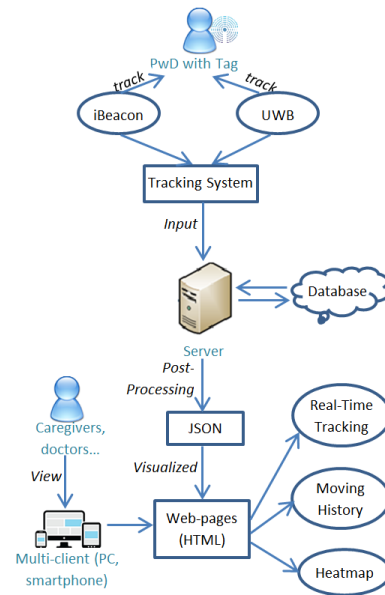 PwD with Tag
track
track
iBeacon
UWB
Tracking System
Input
Database
Server
Post-
Processing
Real-Time
Tracking
Caregivers,
doctors...
JSON
View
Visualized
Moving
History
Web-pages
(HTML)
Multi-client (PC,
smartphone)
Heatmap